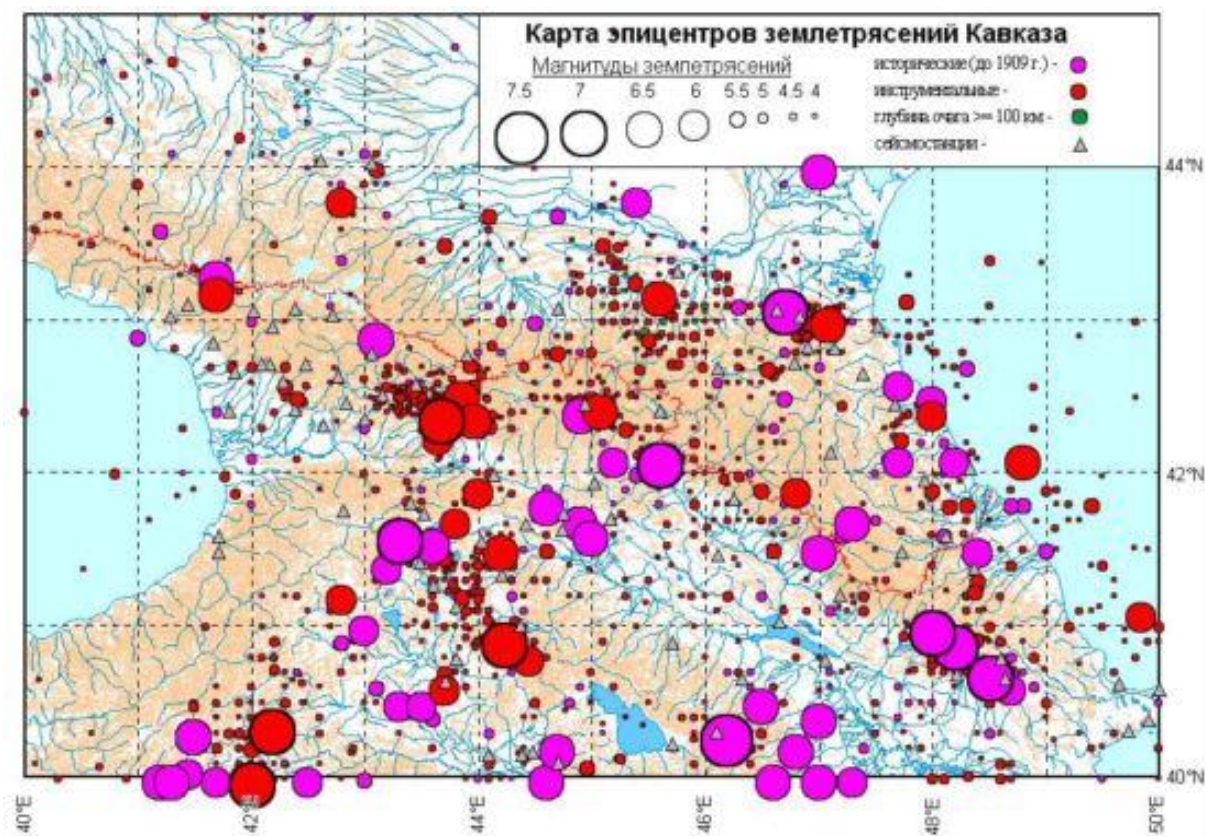 Карта эпицентров землетрясений Кавказа
Магнитуды землетрясений
7.5 7 6.5 6 5.5 5 4.5 4
исторические (до 1909 г.) -
инструментальные -
глубина очага >= 100 км -
сейсмостанции -
44°N
42°N
40°N
40°E 42°E 44°E 46°E 48°E 50°E